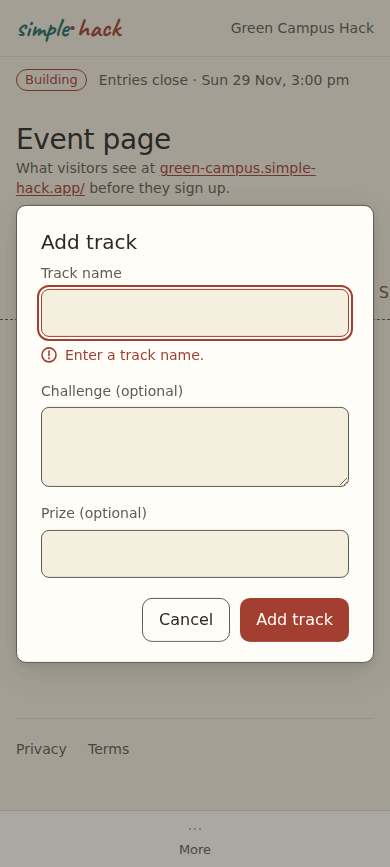 simple hack
Green Campus Hack
Building
Entries close · Sun 29 Nov, 3:00 pm
Event page
What visitors see at green-campus.simple-
hack.app/ before they sign up.
S
Add track
Track name
Enter a track name.
Challenge (optional)
Prize (optional)
Cancel
Add track
Privacy
Terms
...
More